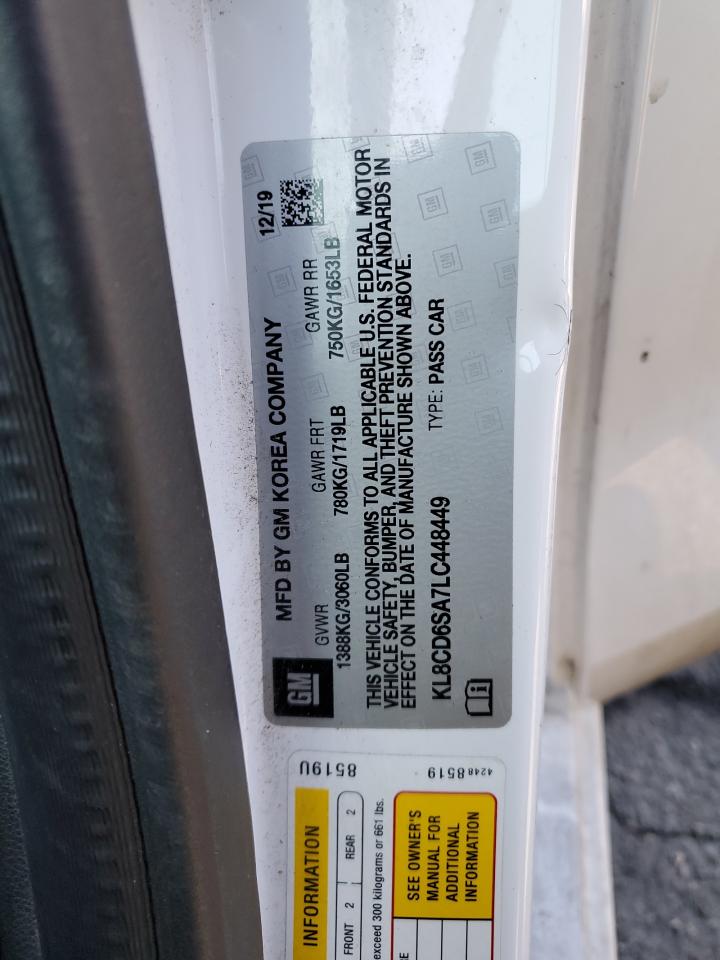 MFD BY GM KOREA COMPANY 12/19
GM
GVWR GAWR FRT GAWR RR
1388KG/3060LB 780KG/1719LB 750KG/1653LB
THIS VEHICLE CONFORMS TO ALL APPLICABLE U.S. FEDERAL MOTOR
VEHICLE SAFETY, BUMPER, AND THEFT PREVENTION STANDARDS IN
EFFECT ON THE DATE OF MANUFACTURE SHOWN ABOVE.
KL8CD6SA7LC448449 TYPE: PASS CAR
8519U
INFORMATION
FRONT 2 REAR 2
exceed 300 kilograms or 661 lbs.
4248 8519
SEE OWNER'S
MANUAL FOR
ADDITIONAL
INFORMATION